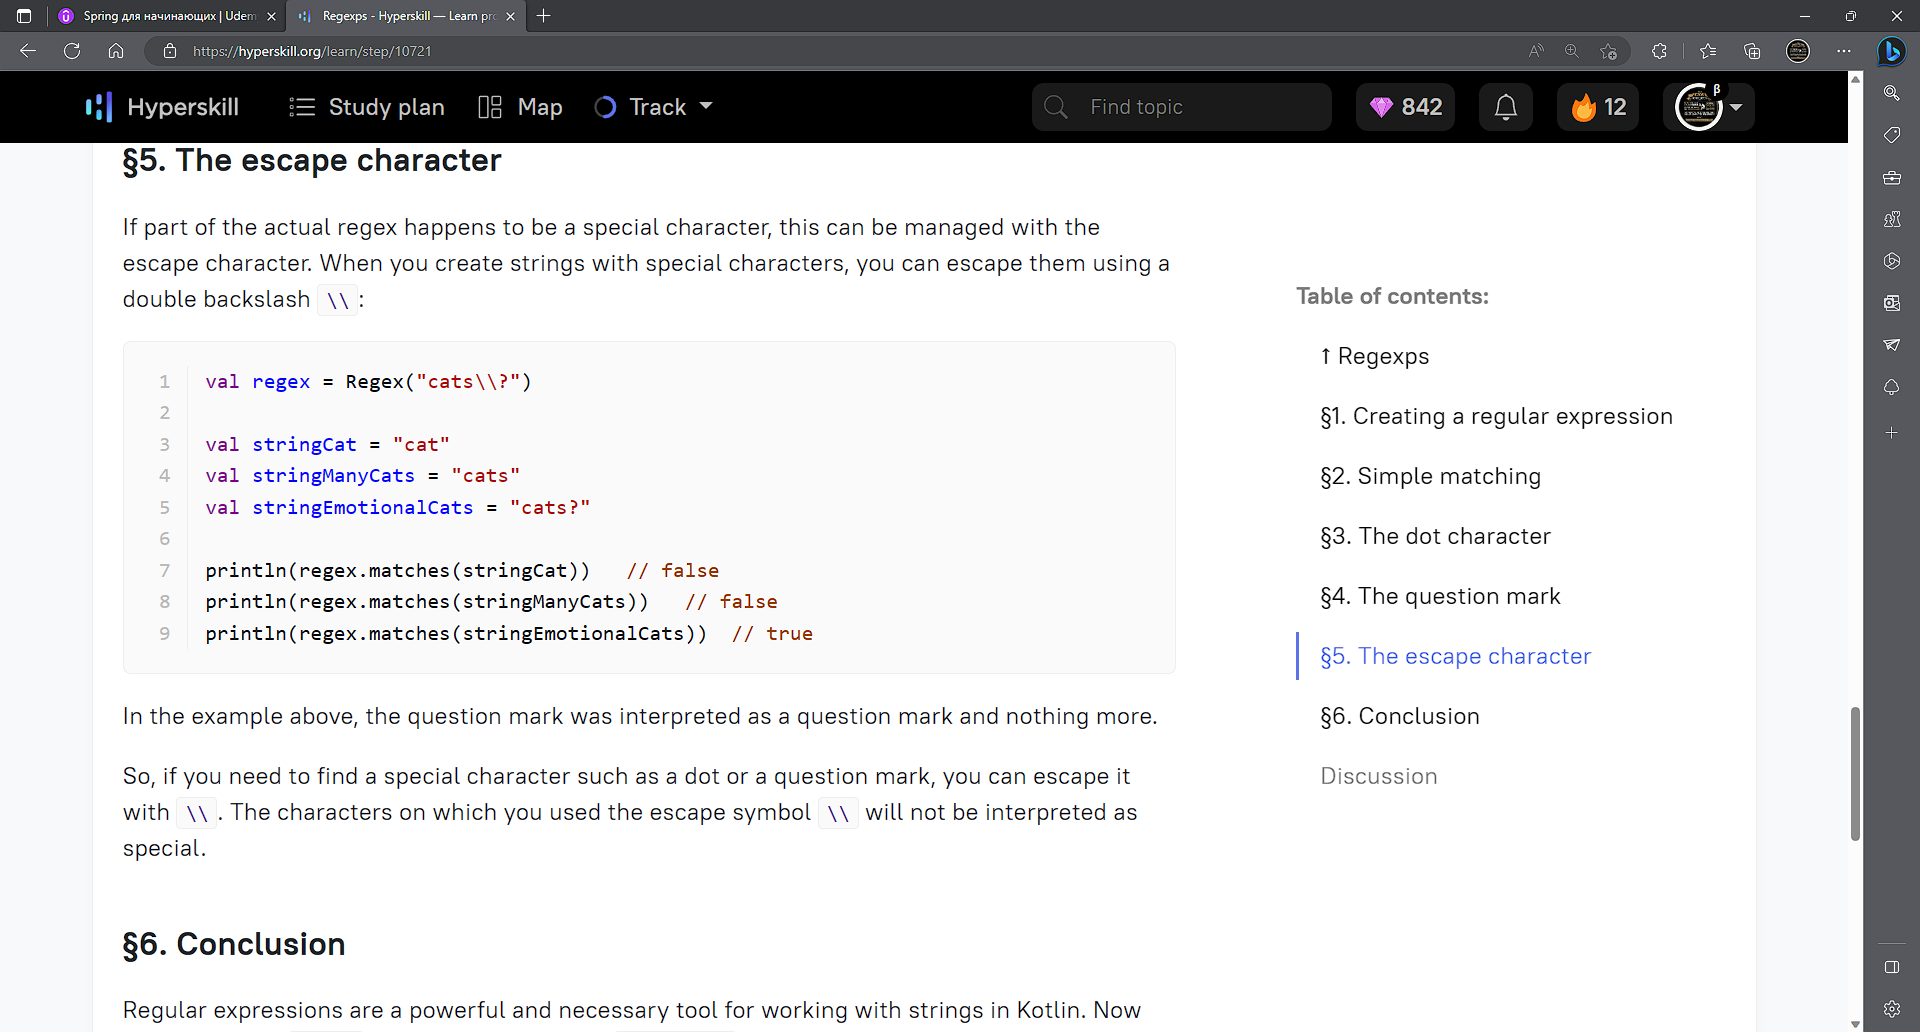 Spring для начинающих | Udem
Regexps - Hyperskill — Learn pr
https://hyperskill.org/learn/step/10721
Hyperskill
Study plan
Map
Track
Find topic
842
12
β
§5. The escape character
If part of the actual regex happens to be a special character, this can be managed with the
escape character. When you create strings with special characters, you can escape them using a
double backslash \\ :
1 val regex = Regex("cats\\?")
2
3 val stringCat = "cat"
4 val stringManyCats = "cats"
5 val stringEmotionalCats = "cats?"
6
7 println(regex.matches(stringCat))   // false
8 println(regex.matches(stringManyCats))   // false
9 println(regex.matches(stringEmotionalCats))  // true
In the example above, the question mark was interpreted as a question mark and nothing more.
So, if you need to find a special character such as a dot or a question mark, you can escape it
with \\ . The characters on which you used the escape symbol \\ will not be interpreted as
special.
§6. Conclusion
Regular expressions are a powerful and necessary tool for working with strings in Kotlin. Now
Table of contents:
↑ Regexps
§1. Creating a regular expression
§2. Simple matching
§3. The dot character
§4. The question mark
§5. The escape character
§6. Conclusion
Discussion